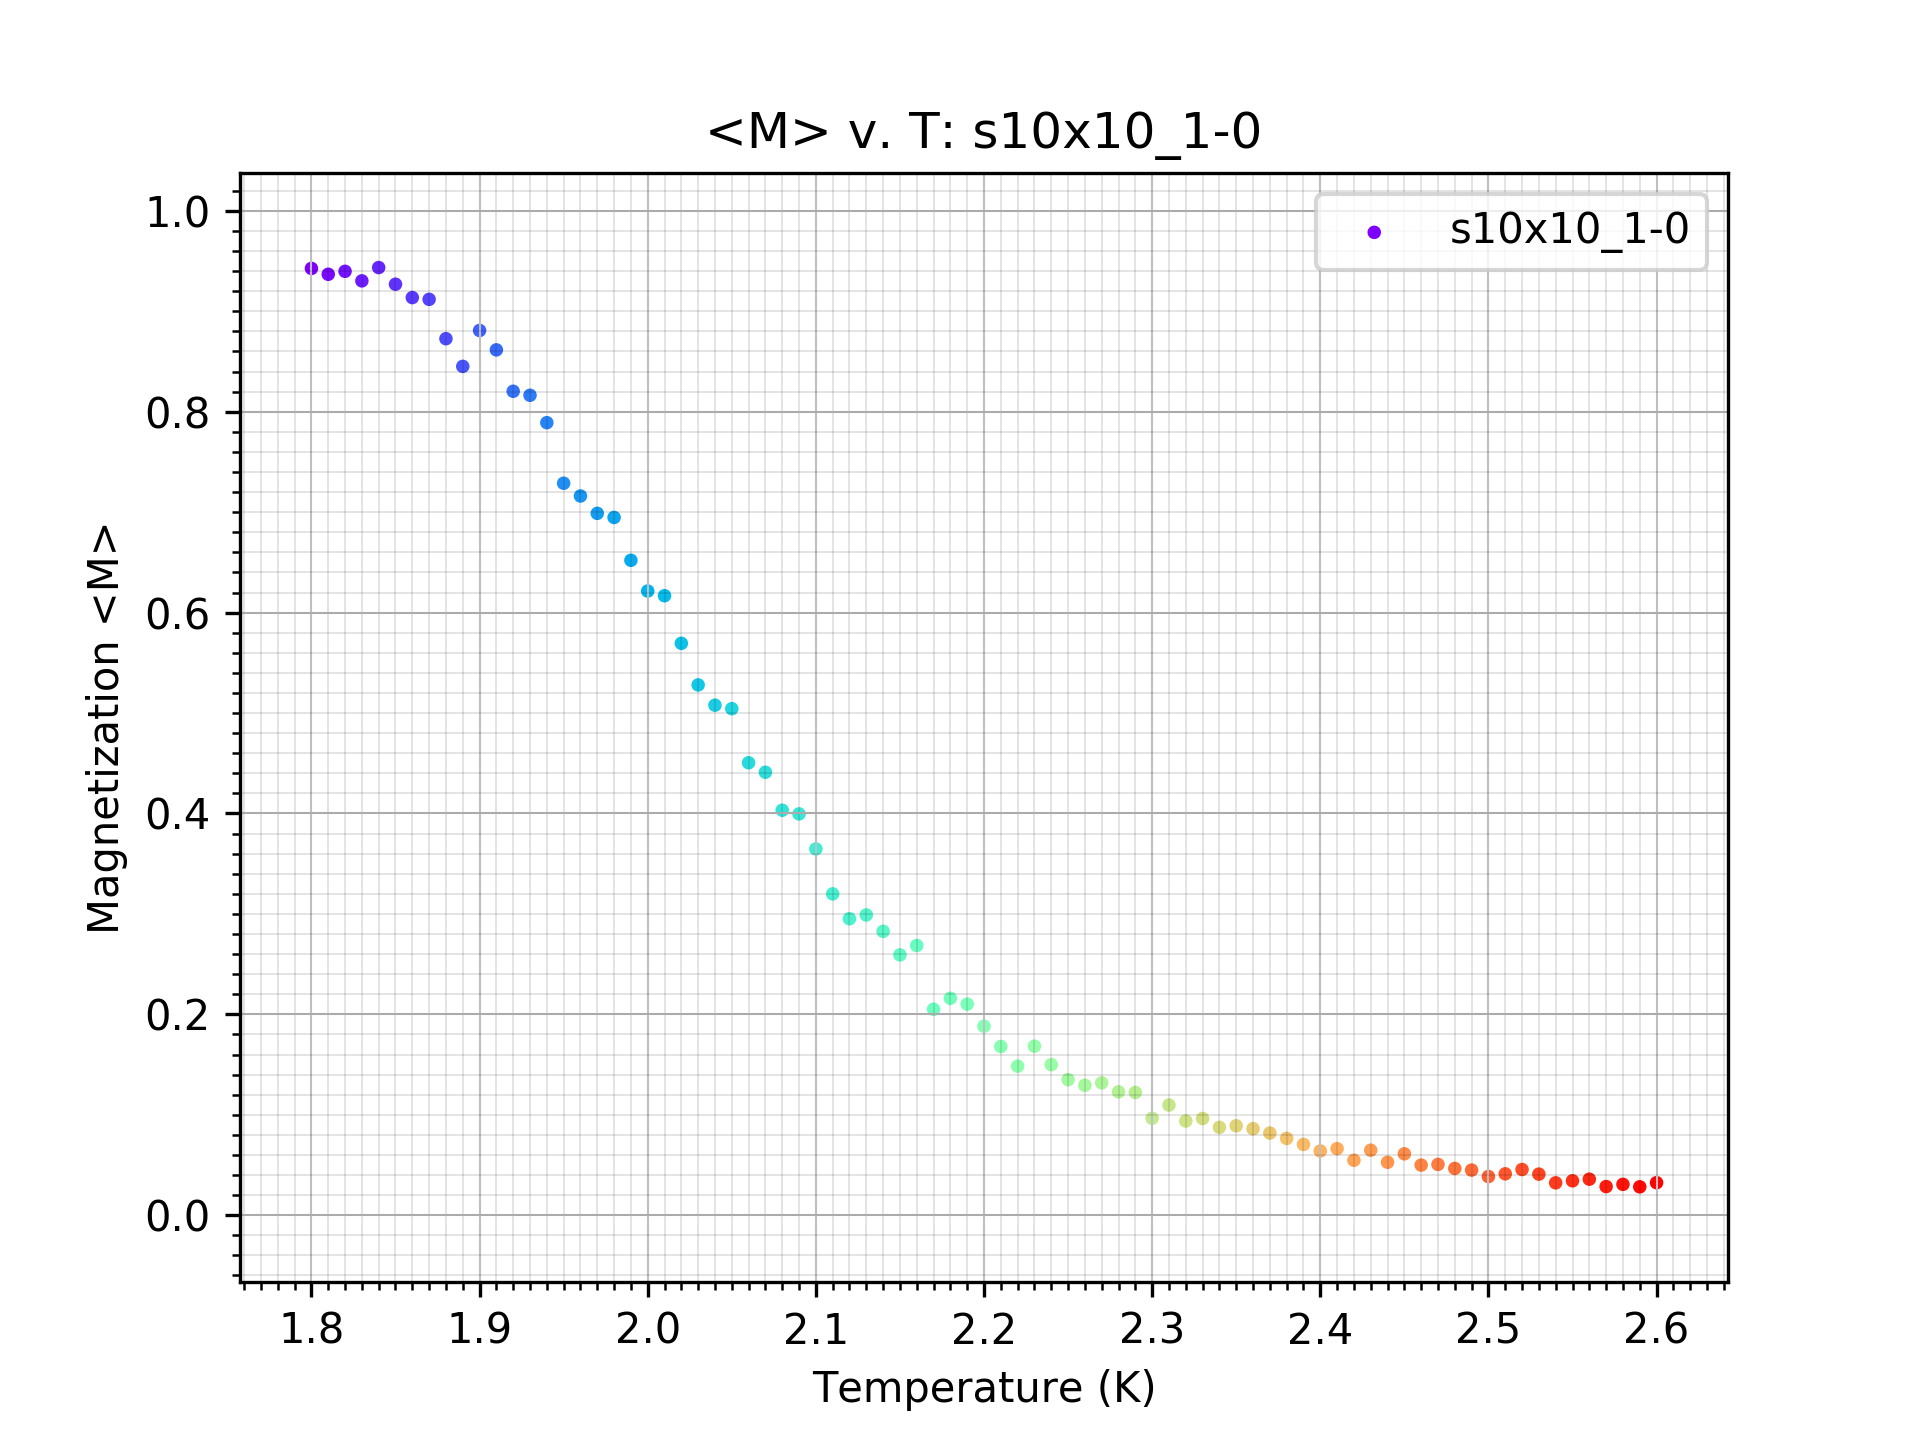 <M> v. T: s10x10_1-0
s10x10_1-0
Magnetization <M>
1.0
0.8
0.6
0.4
0.2
0.0
1.8 1.9 2.0 2.1 2.2 2.3 2.4 2.5 2.6
Temperature (K)